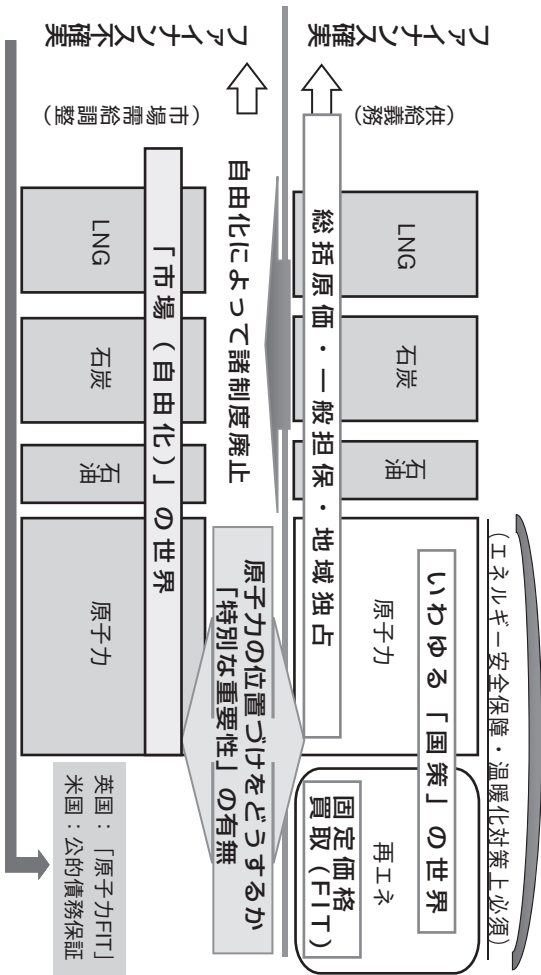 （エネルギー安全保障・温暖化対策上必須）
いわゆる「国策」の世界
ファイナンス確実
（供給義務）
LNG
石炭
石油
原子力
再エネ
総括原価・一般担保・地域独占
固定価格
買取（FIT）
自由化によって諸制度廃止
原子力の位置づけをどうするか
「特別な重要性」の有無
ファイナンス不確実
（市場需給調整）
「市場（自由化）」の世界
LNG
石炭
石油
原子力
英国：「原子力FIT」
米国：公的債務保証